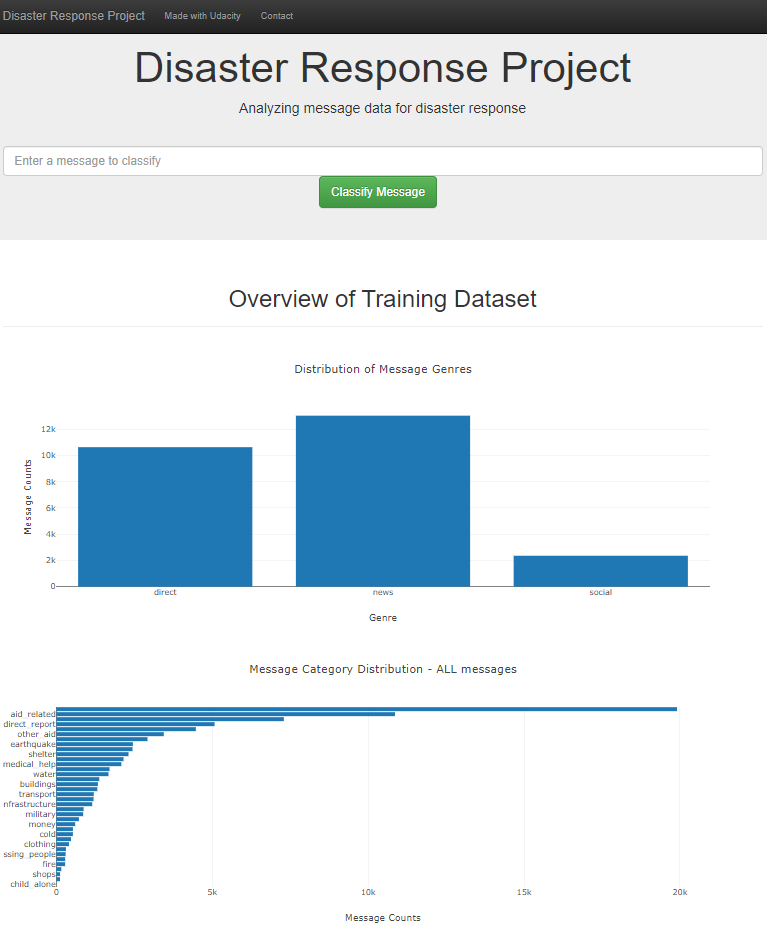 Disaster Response Project Made with Udacity Contact
Disaster Response Project
Analyzing message data for disaster response
Enter a message to classify
Classify Message
Overview of Training Dataset
Distribution of Message Genres
12k
10k
8k
6k
4k
2k
0
Message Counts
direct news social
Genre
Message Category Distribution - ALL messages
aid_related
direct_report
other_aid
earthquake
shelter
medical_help
water
buildings
transport
nfrastructure
military
money
cold
clothing
ssing_people
fire
shops
child_alone
0 5k 10k 15k 20k
Message Counts